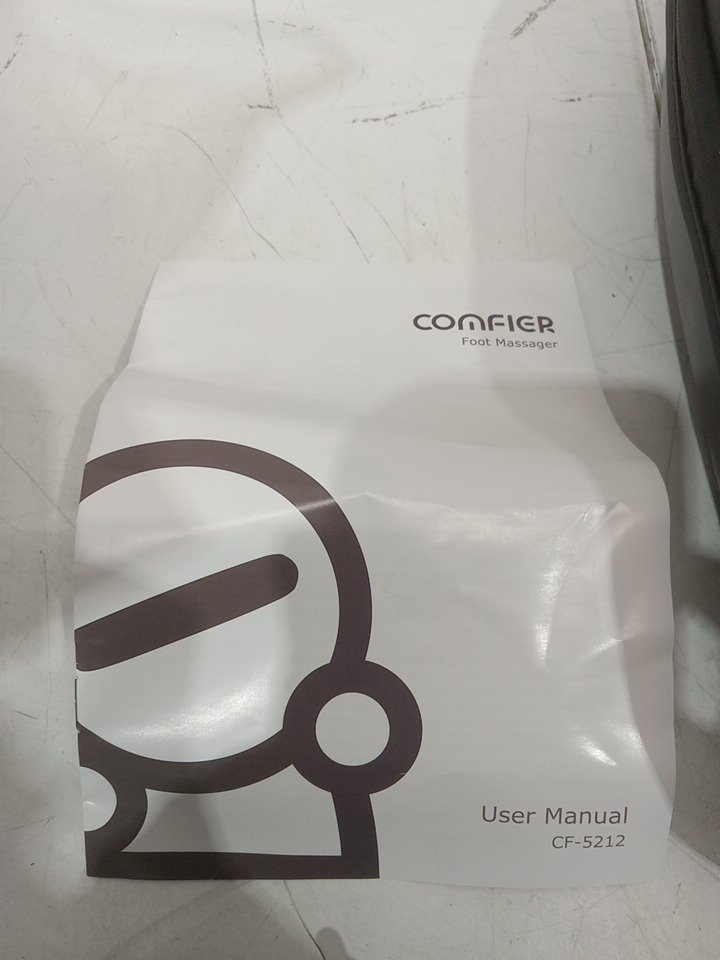 COMFIER
Foot Massager
User Manual
CF-5212